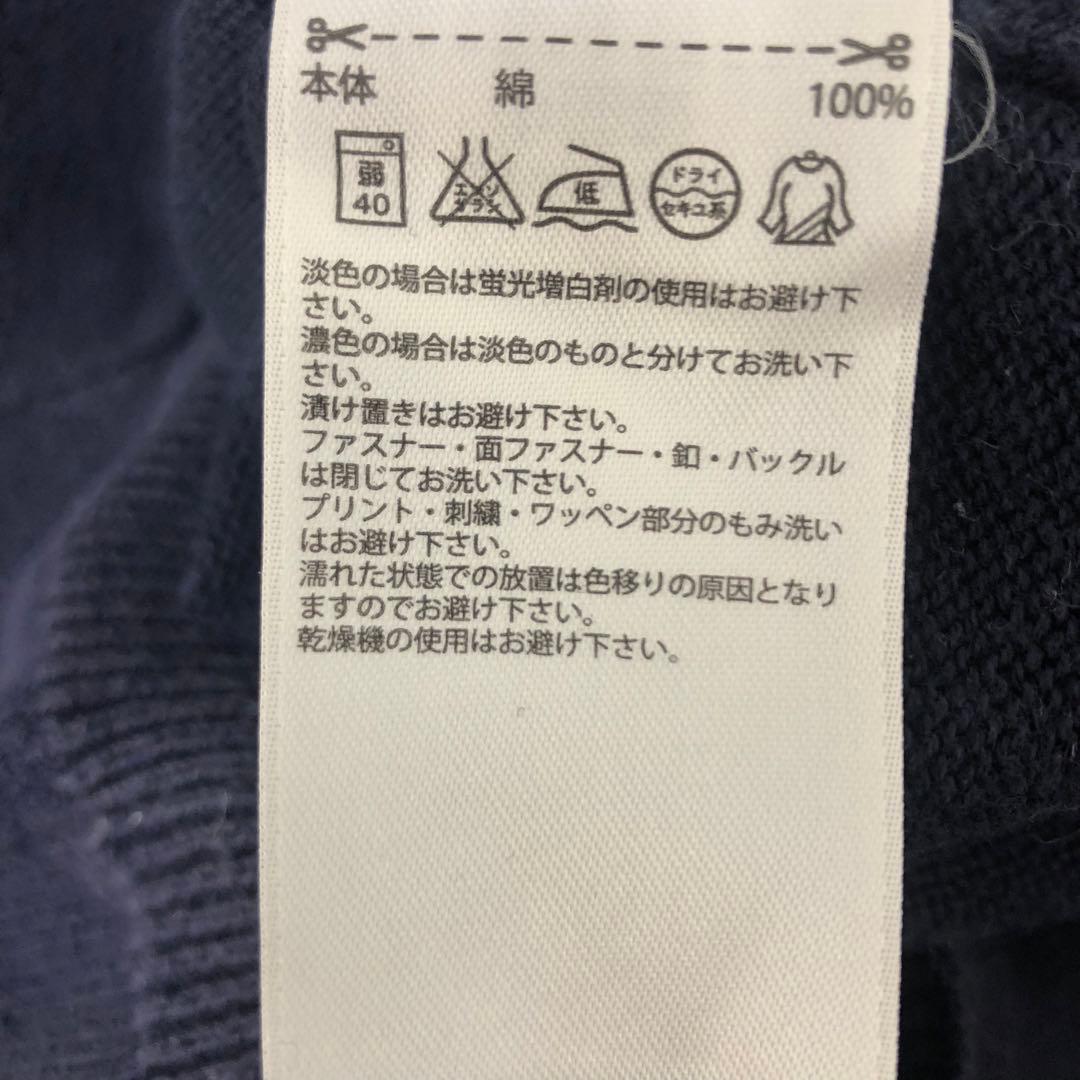 本体 綿 100%
弱 エンソ ドライ
40 サラシ 低 セキユ系
淡色の場合は蛍光増白剤の使用はお避け下
さい。
濃色の場合は淡色のものと分けてお洗い下
さい。
漬け置きはお避け下さい。
ファスナー・面ファスナー・釦・バックル
は閉じてお洗い下さい。
プリント・刺繍・ワッペン部分のもみ洗い
はお避け下さい。
濡れた状態での放置は色移りの原因となり
ますのでお避け下さい。
乾燥機の使用はお避け下さい。